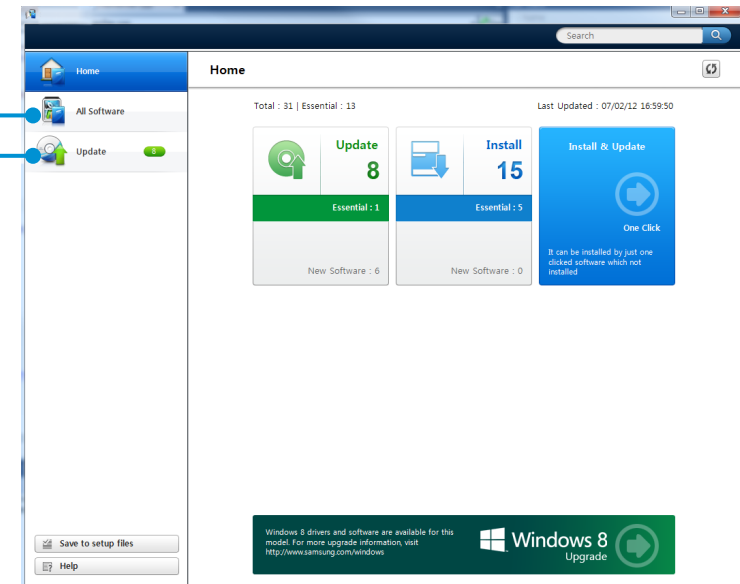 Search
Home
All Software
Update 8
Home
Total : 31 | Essential : 13
Last Updated : 07/02/12 16:59:50
Update
8
Essential : 1
New Software : 6
Install
15
Essential : 5
New Software : 0
Install & Update
One Click
It can be installed by just one
clicked software which not
installed
Save to setup files
Help
Windows 8 drivers and software are available for this
model. For more upgrade information, visit
http://www.samsung.com/windows
Windows 8
Upgrade